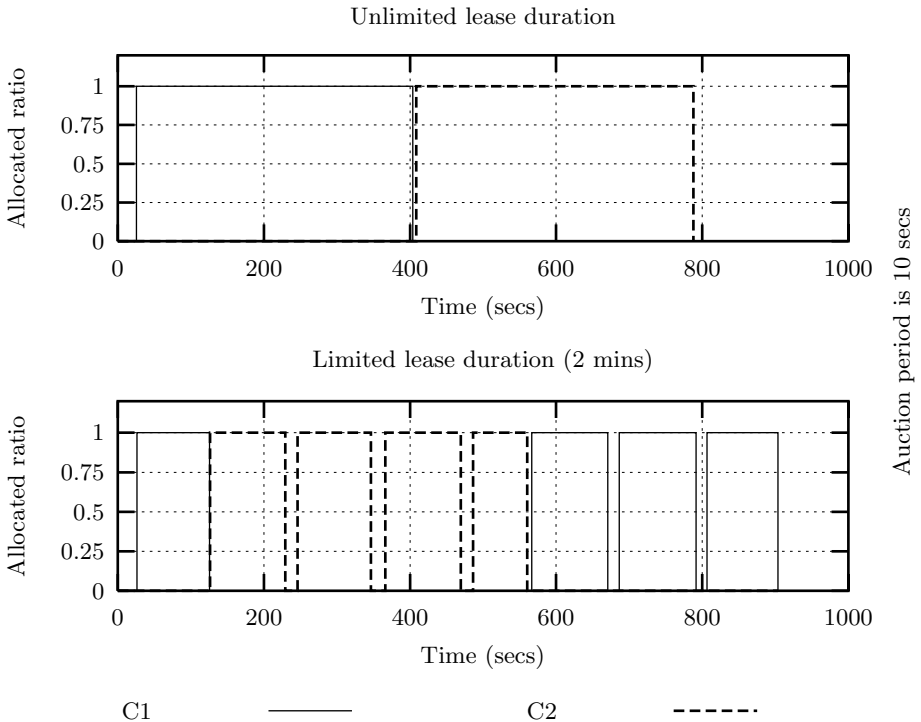 Unlimited lease duration
Allocated ratio
1
0.75
0.5
0.25
0
0 200 400 600 800 1000
Time (secs)
Limited lease duration (2 mins)
Allocated ratio
1
0.75
0.5
0.25
0
0 200 400 600 800 1000
Time (secs)
Auction period is 10 secs
C1 C2